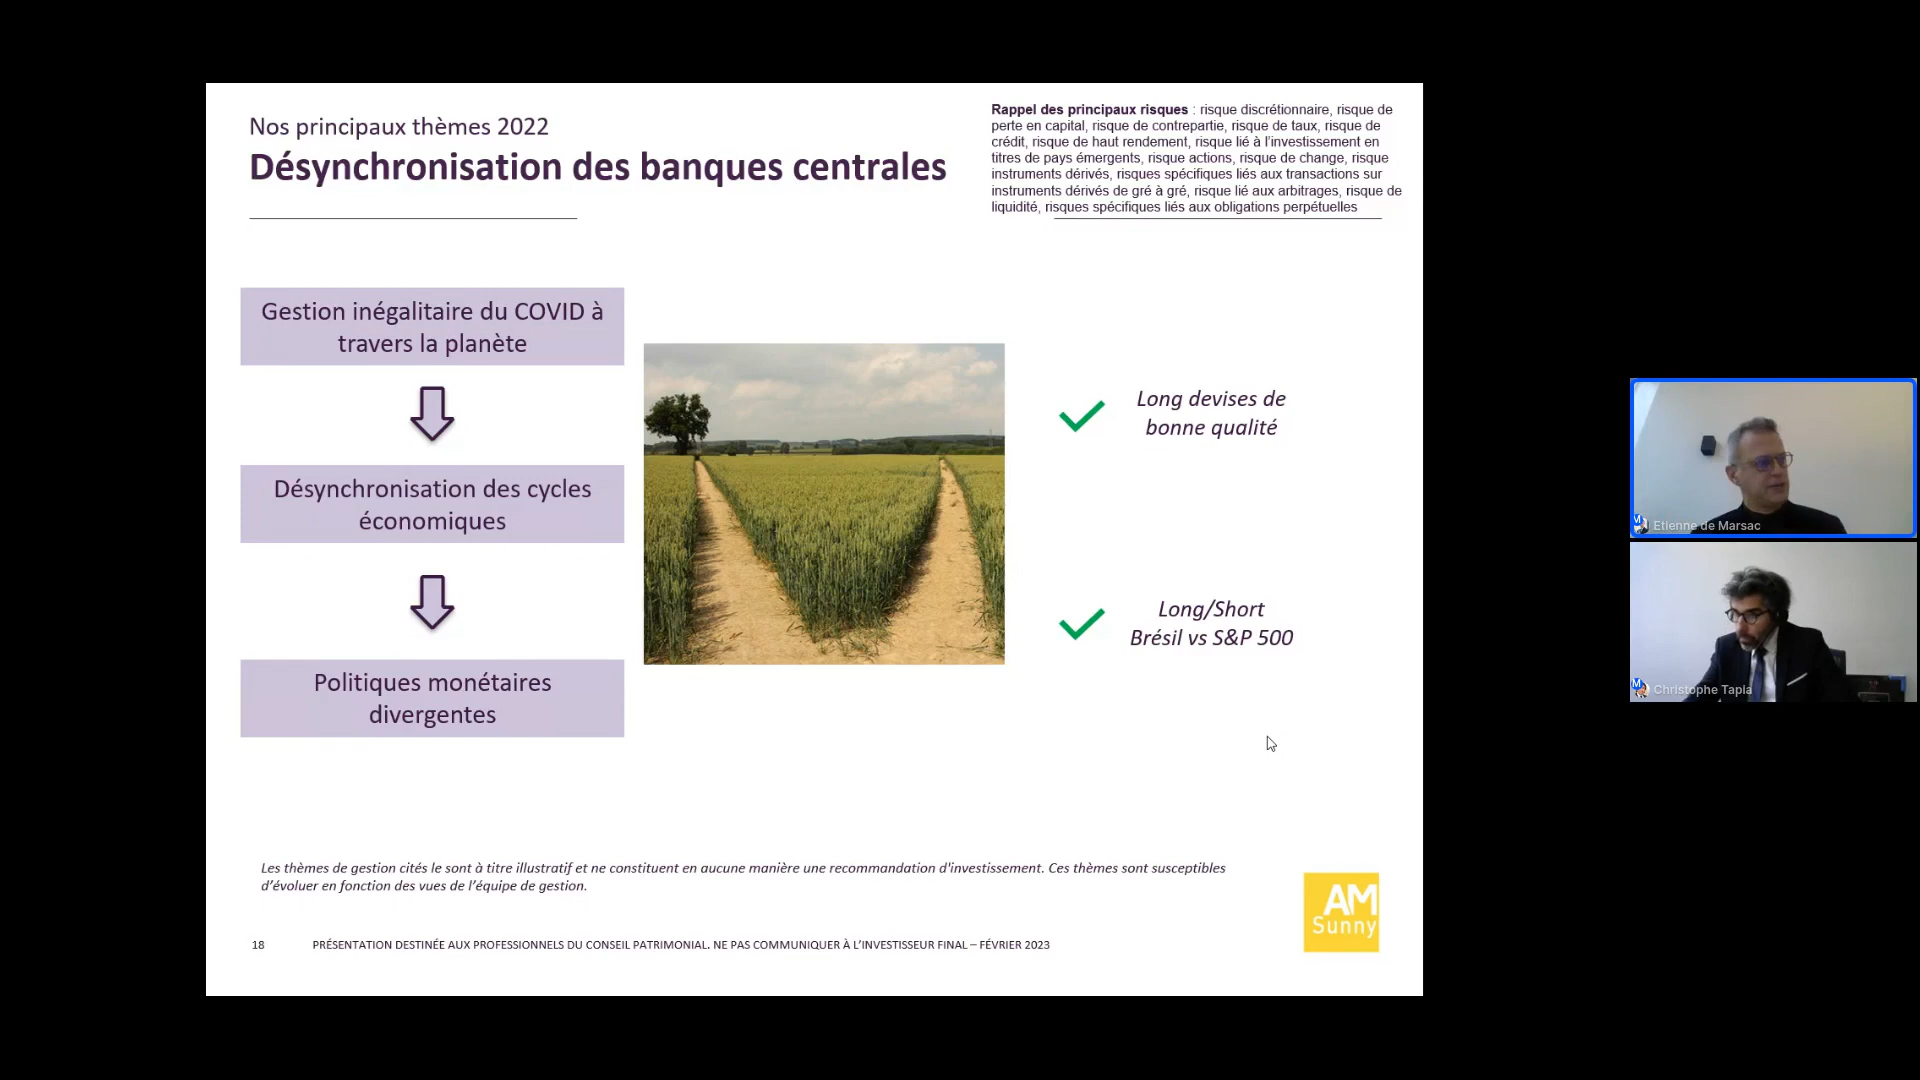 Nos principaux thèmes 2022
Désynchronisation des banques centrales
Rappel des principaux risques : risque discrétionnaire, risque de
perte en capital, risque de contrepartie, risque de taux, risque de
crédit, risque de haut rendement, risque lié à l'investissement en
titres de pays émergents, risque actions, risque de change, risque
instruments dérivés, risques spécifiques liés aux transactions sur
instruments dérivés de gré à gré, risque lié aux arbitrages, risque de
liquidité, risques spécifiques liés aux obligations perpétuelles
Gestion inégalitaire du COVID à
travers la planète
Désynchronisation des cycles
économiques
Politiques monétaires
divergentes
Long devises de
bonne qualité
Long/Short
Brésil vs S&P 500
Les thèmes de gestion cités le sont à titre illustratif et ne constituent en aucune manière une recommandation d'investissement. Ces thèmes sont susceptibles
d'évoluer en fonction des vues de l'équipe de gestion.
AM
Sunny
18
PRÉSENTATION DESTINÉE AUX PROFESSIONNELS DU CONSEIL PATRIMONIAL. NE PAS COMMUNIQUER À L'INVESTISSEUR FINAL – FÉVRIER 2023
Etienne de Marsac
Christophe Tapia